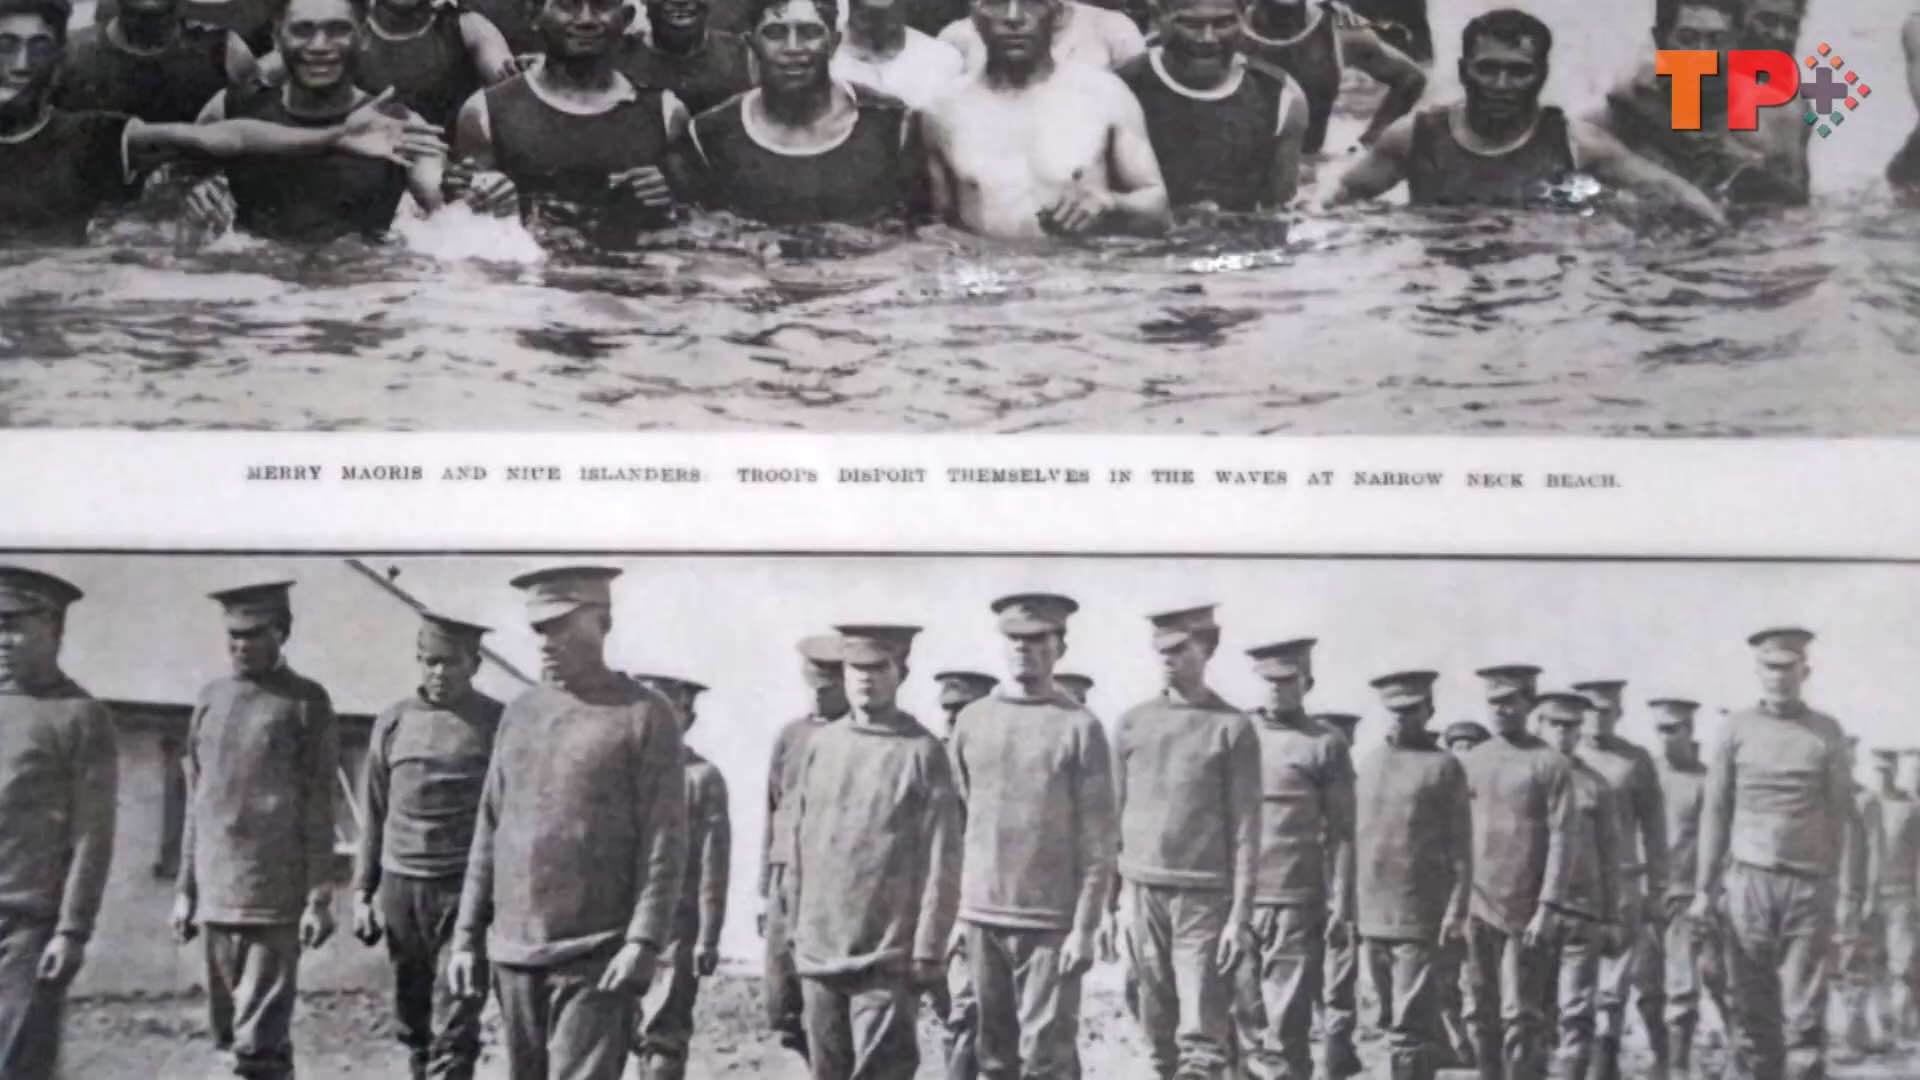 TP+
MERRY MAORIS AND NIUE ISLANDERS: TROOPS DISPORT THEMSELVES IN THE WAVES AT NARROW NECK BEACH.